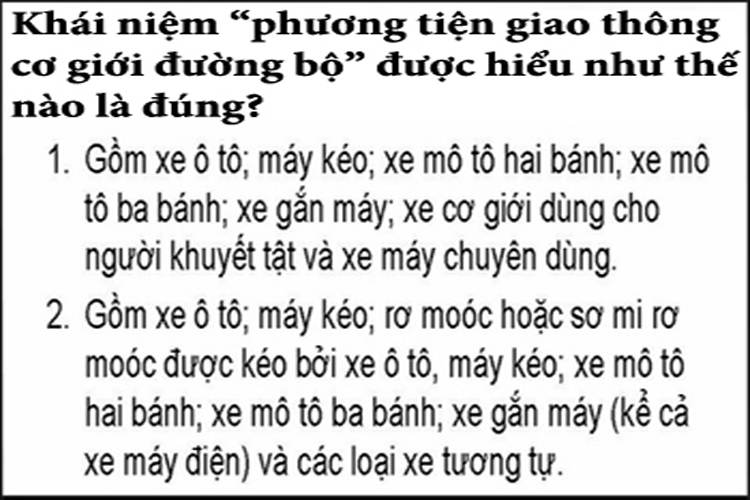 Khái niệm “phương tiện giao thông
cơ giới đường bộ” được hiểu như thế
nào là đúng?
1. Gồm xe ô tô; máy kéo; xe mô tô hai bánh; xe mô
tô ba bánh; xe gắn máy; xe cơ giới dùng cho
người khuyết tật và xe máy chuyên dùng.
2. Gồm xe ô tô; máy kéo; rơ moóc hoặc sơ mi rơ
moóc được kéo bởi xe ô tô, máy kéo; xe mô tô
hai bánh; xe mô tô ba bánh; xe gắn máy (kể cả
xe máy điện) và các loại xe tương tự.